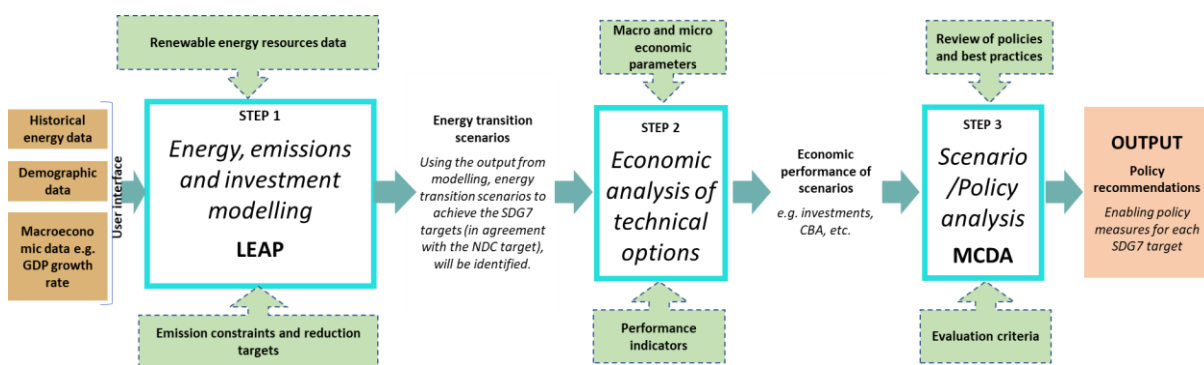 Renewable energy resources data
Macro and micro
economic
parameters
Review of policies
and best practices
Historical
energy data
Demographic
data
Macroecono
mic data e.g.
GDP growth
rate
User interface
STEP 1
Energy, emissions
and investment
modelling
LEAP
Energy transition
scenarios
Using the output from
modelling, energy
transition scenarios to
achieve the SDG7
targets (in agreement
with the NDC target),
will be identified.
STEP 2
Economic
analysis of
technical
options
Economic
performance of
scenarios
e.g. investments,
CBA, etc.
STEP 3
Scenario
/Policy
analysis
MCDA
OUTPUT
Policy
recommendations
Enabling policy
measures for each
SDG7 target
Emission constraints and reduction
targets
Performance
indicators
Evaluation criteria